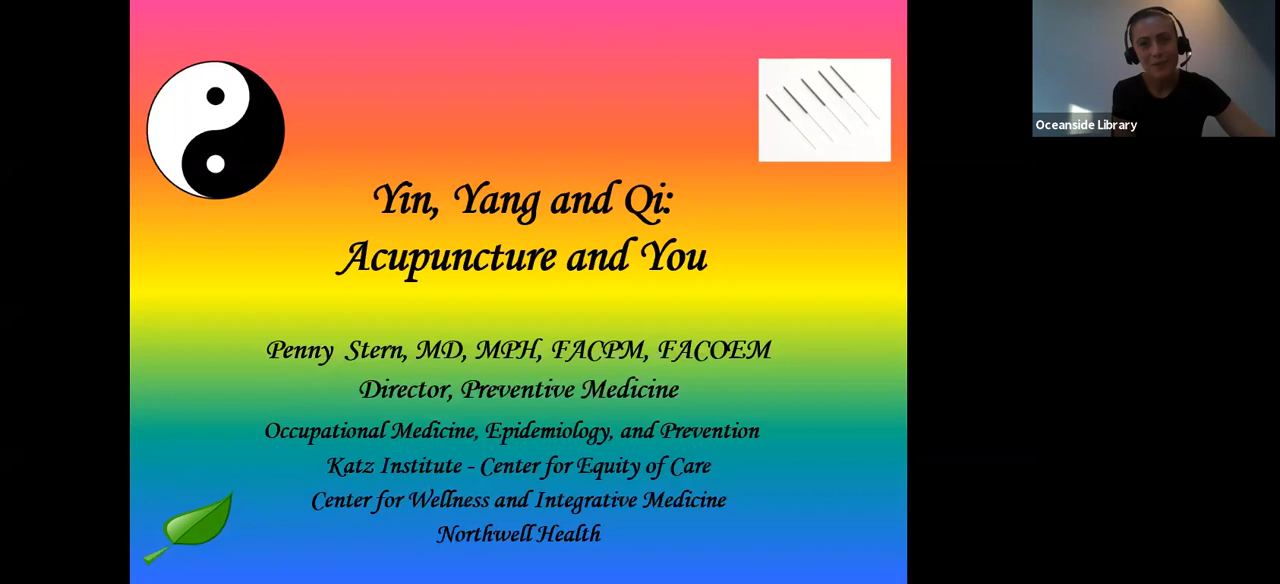 Yin, Yang and Qi:
Acupuncture and You
Penny Stern, MD, MPH, FACPM, FACOEM
Director, Preventive Medicine
Occupational Medicine, Epidemiology, and Prevention
Katz Institute - Center for Equity of Care
Center for Wellness and Integrative Medicine
Northwell Health
Oceanside Library